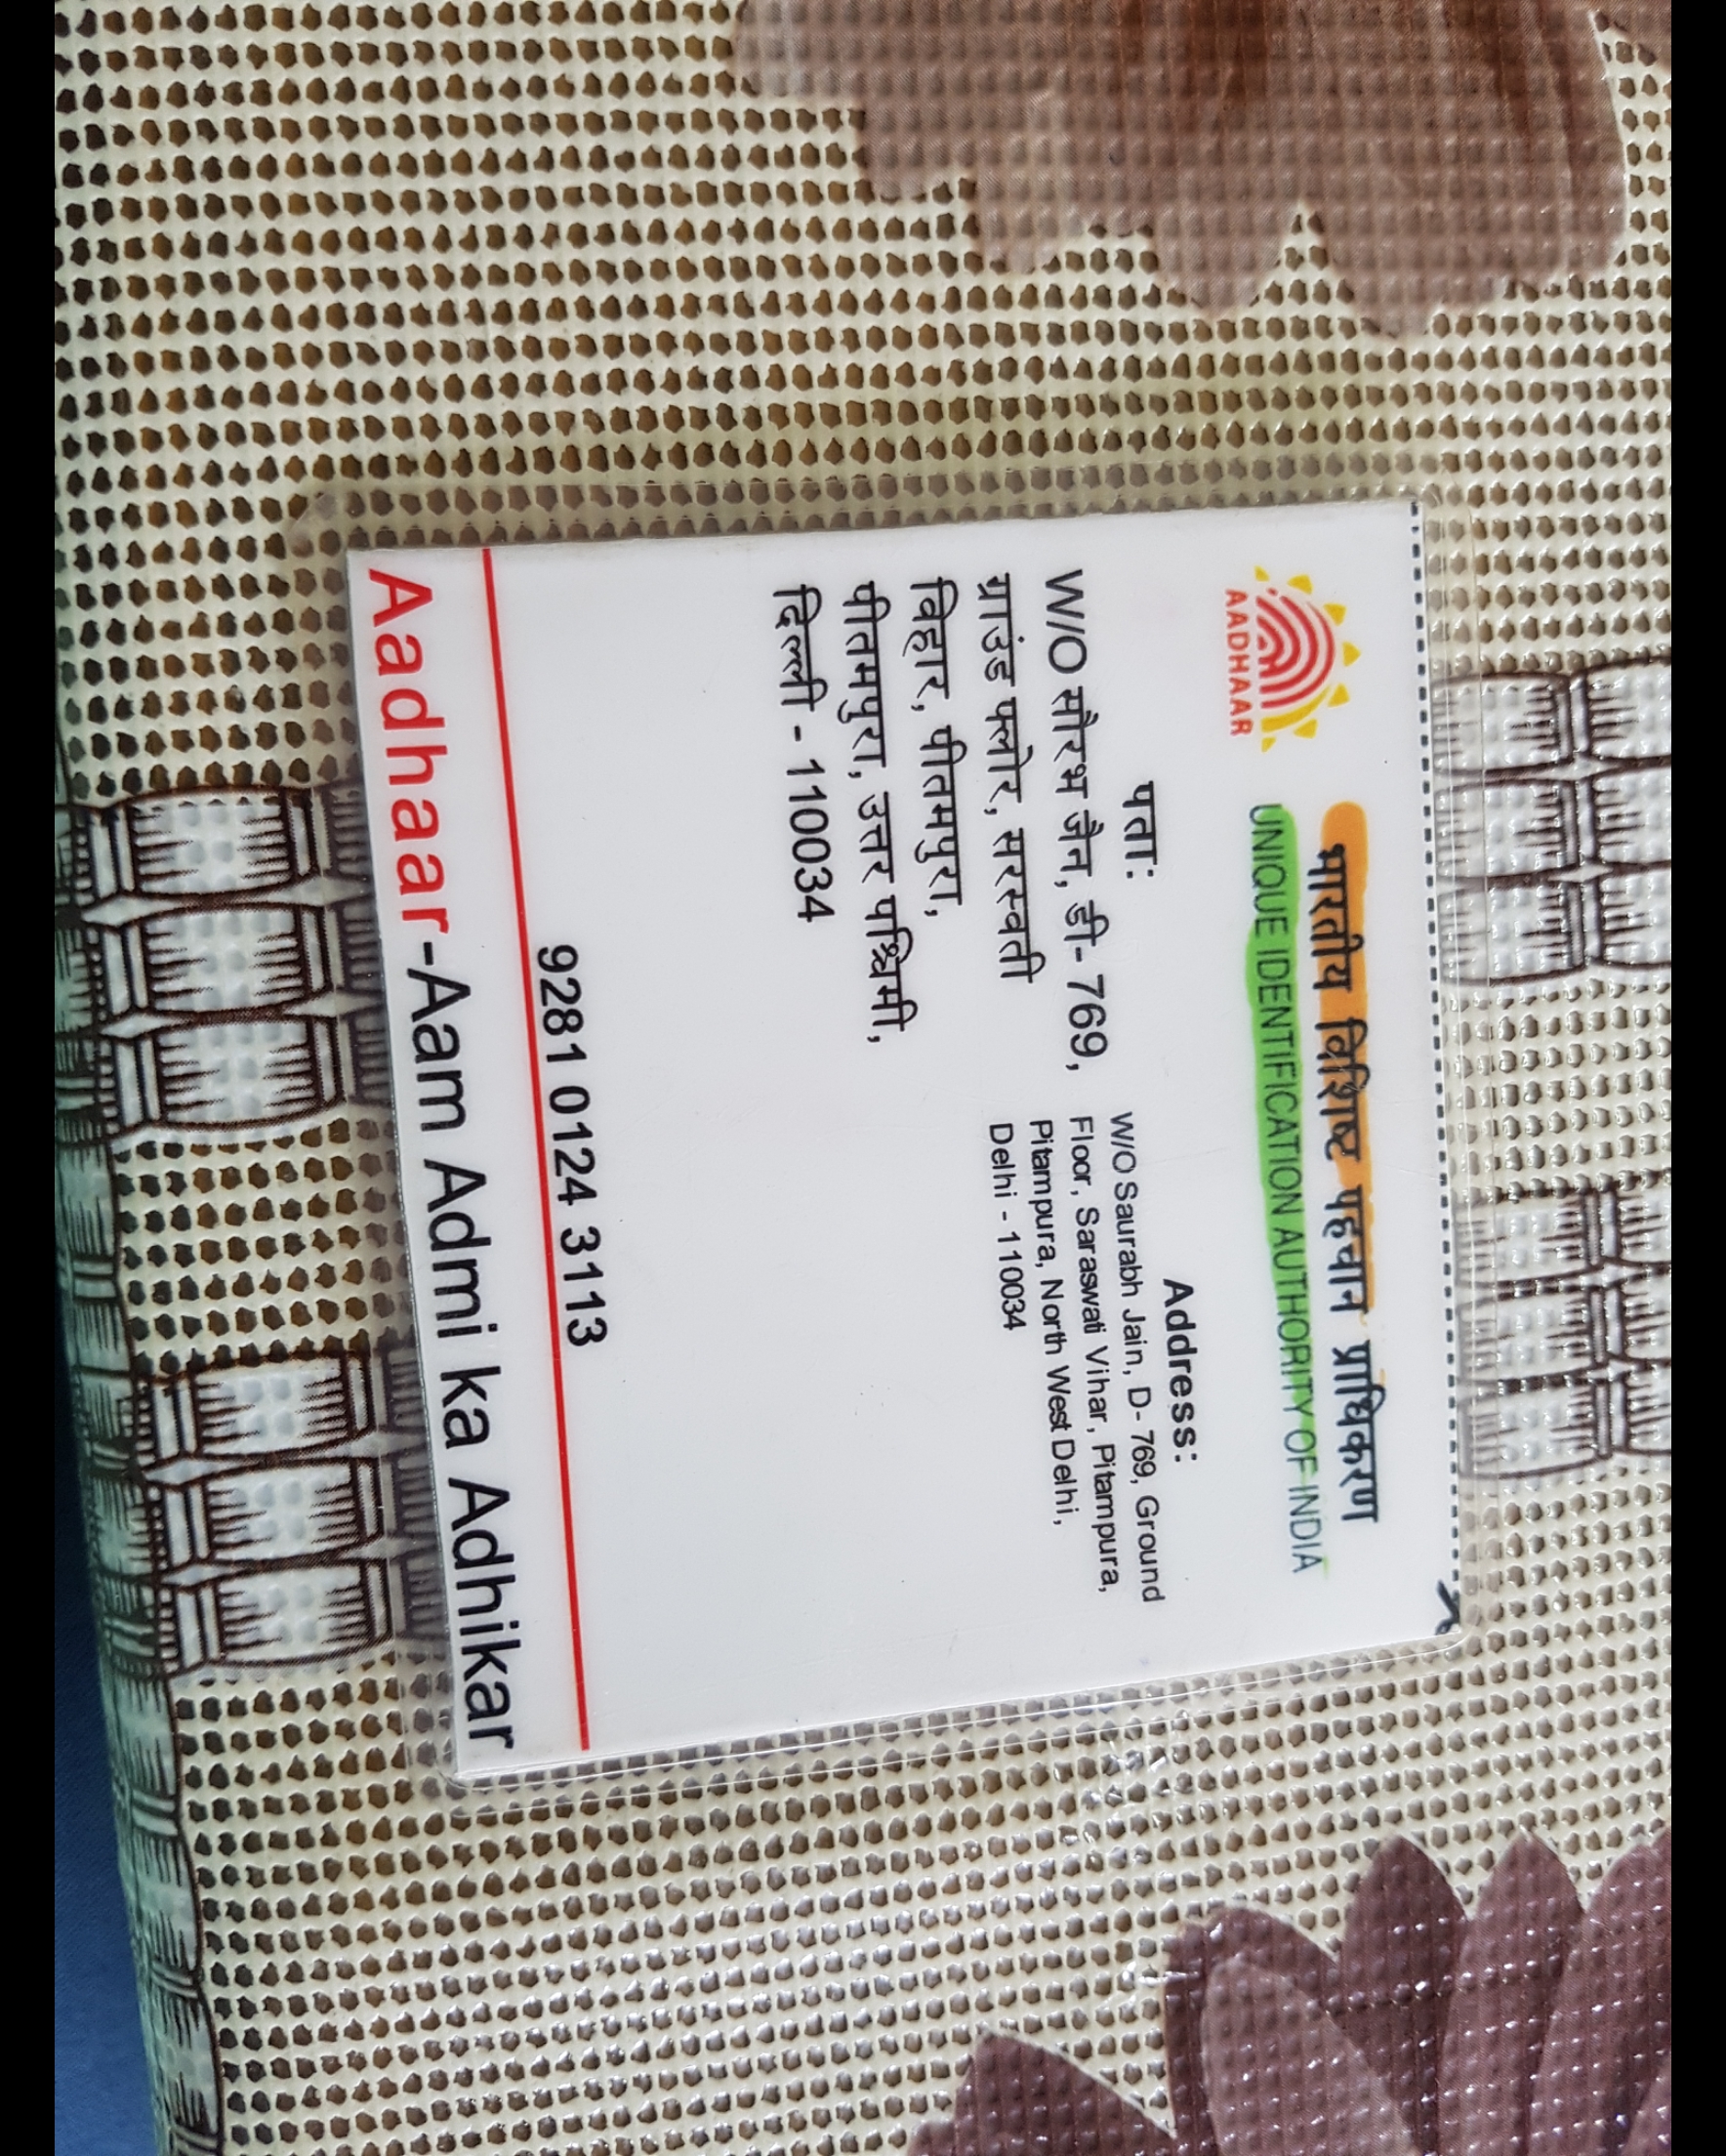 भारतीय विशिष्ट पहचान प्राधिकरण
UNIQUE IDENTIFICATION AUTHORITY OF INDIA
AADHAAR
पता:
W/O सौरभ जैन, डी- 769,
ग्राउंड फ्लोर, सरस्वती
विहार, पीतमपुरा,
पीतमपुरा, उत्तर पश्चिमी,
दिल्ली - 110034
Address:
W/O Saurabh Jain, D- 769, Ground
Floor, Saraswati Vihar, Pitampura,
Pitampura, North West Delhi,
Delhi - 110034
9281 0124 3113
Aadhaar-Aam Admi ka Adhikar